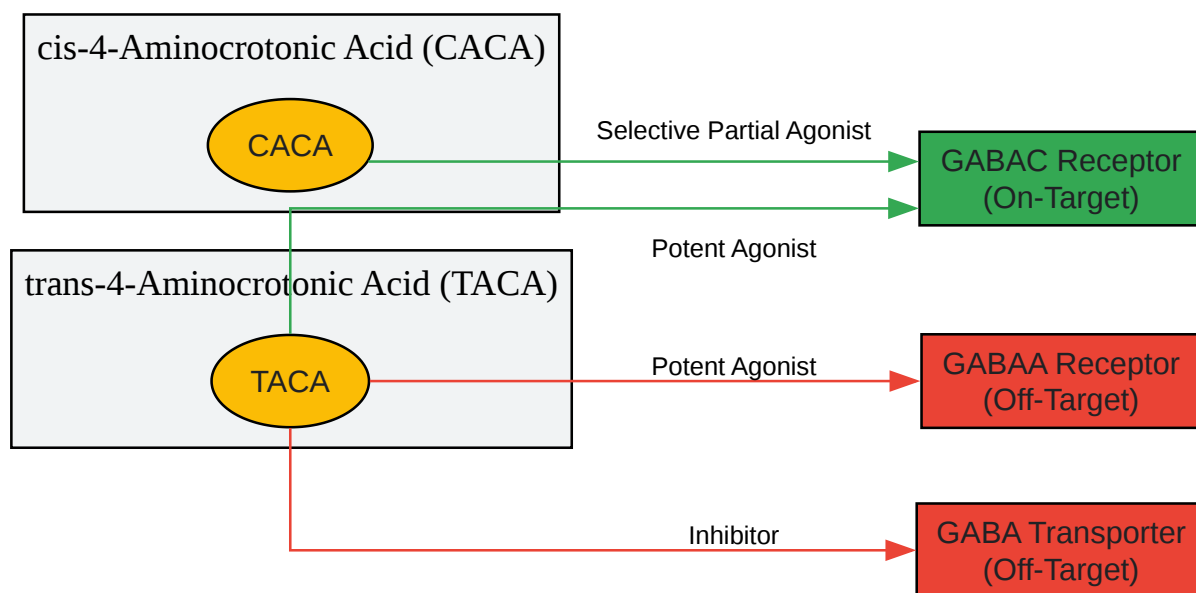 cis-4-Aminocrotonic Acid (CACA)
CACA
Selective Partial Agonist
GABAC Receptor
(On-Target)
Potent Agonist
trans-4-Aminocrotonic Acid (TACA)
TACA
Potent Agonist
GABAA Receptor
(Off-Target)
Inhibitor
GABA Transporter
(Off-Target)